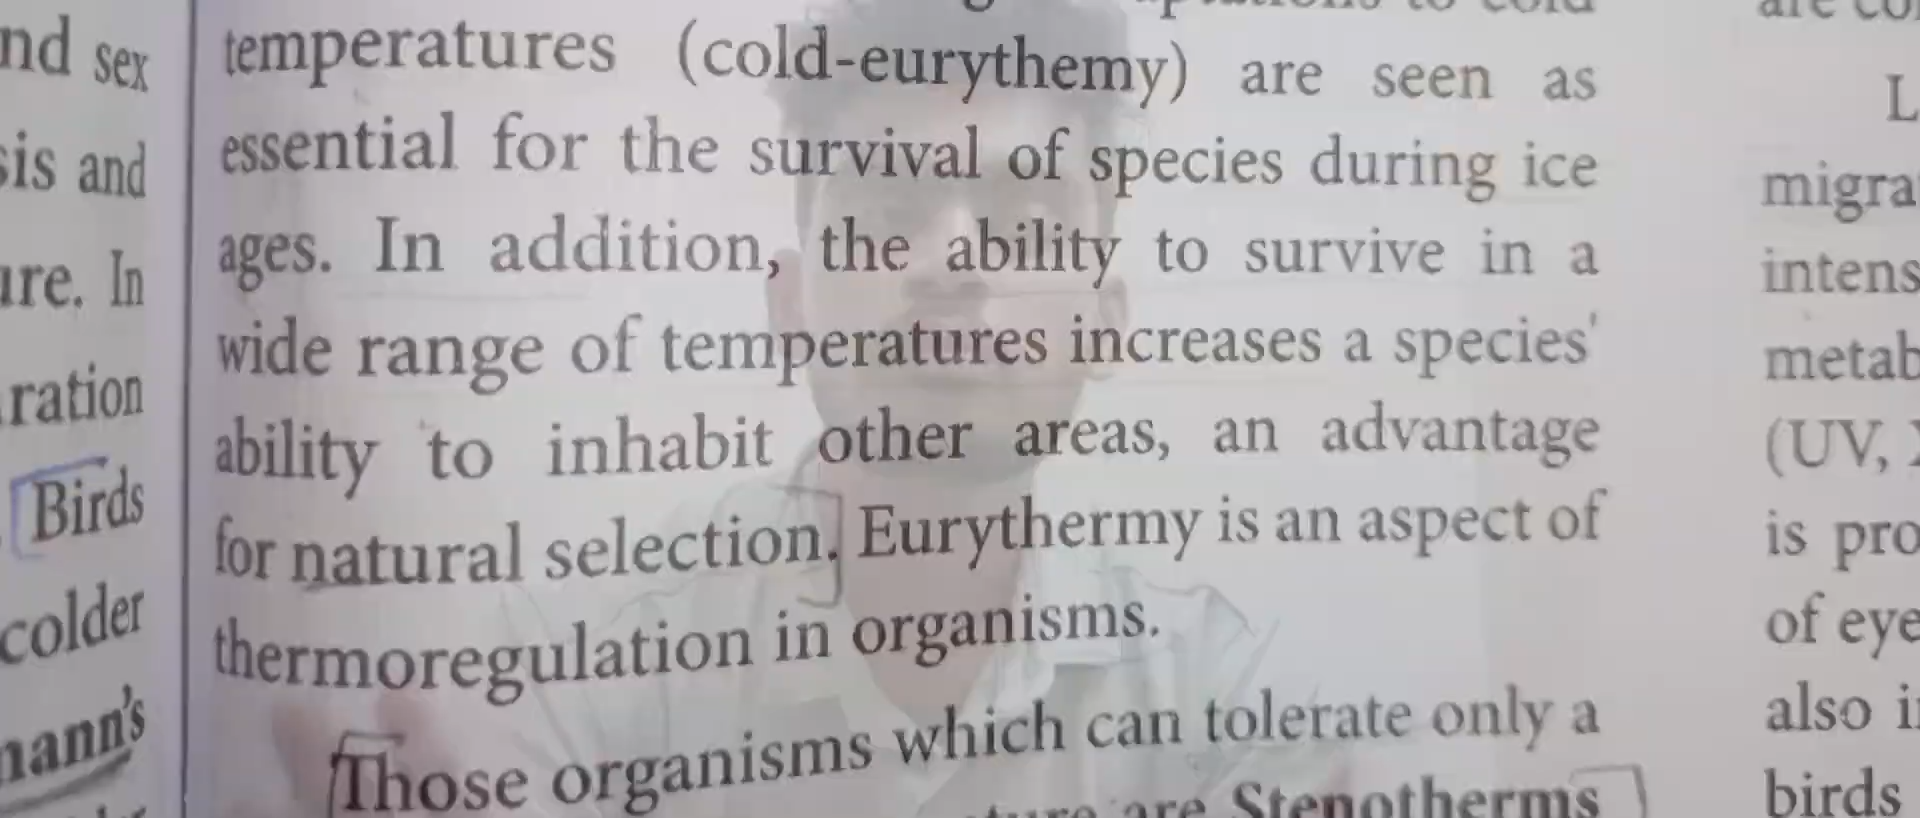 temperatures (cold-eurythemy) are seen as
essential for the survival of species during ice
ages. In addition, the ability to survive in a
wide range of temperatures increases a species'
ability to inhabit other areas, an advantage
for natural selection. Eurythermy is an aspect of
thermoregulation in organisms.
Those organisms which can tolerate only a
are Stenotherms
nd sex
sis and
In
ration
Birds
colder
mann's
L
migra
intens
metab
(UV,
is pro
of eye
also
birds